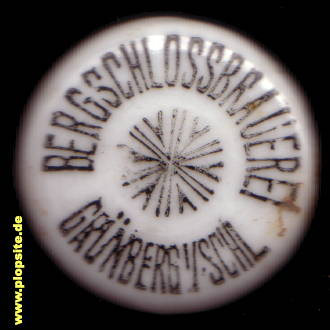 BERGSCHLOSSBRAUEREI
GRÜNBERG I/SCHL.
www.plopsite.de